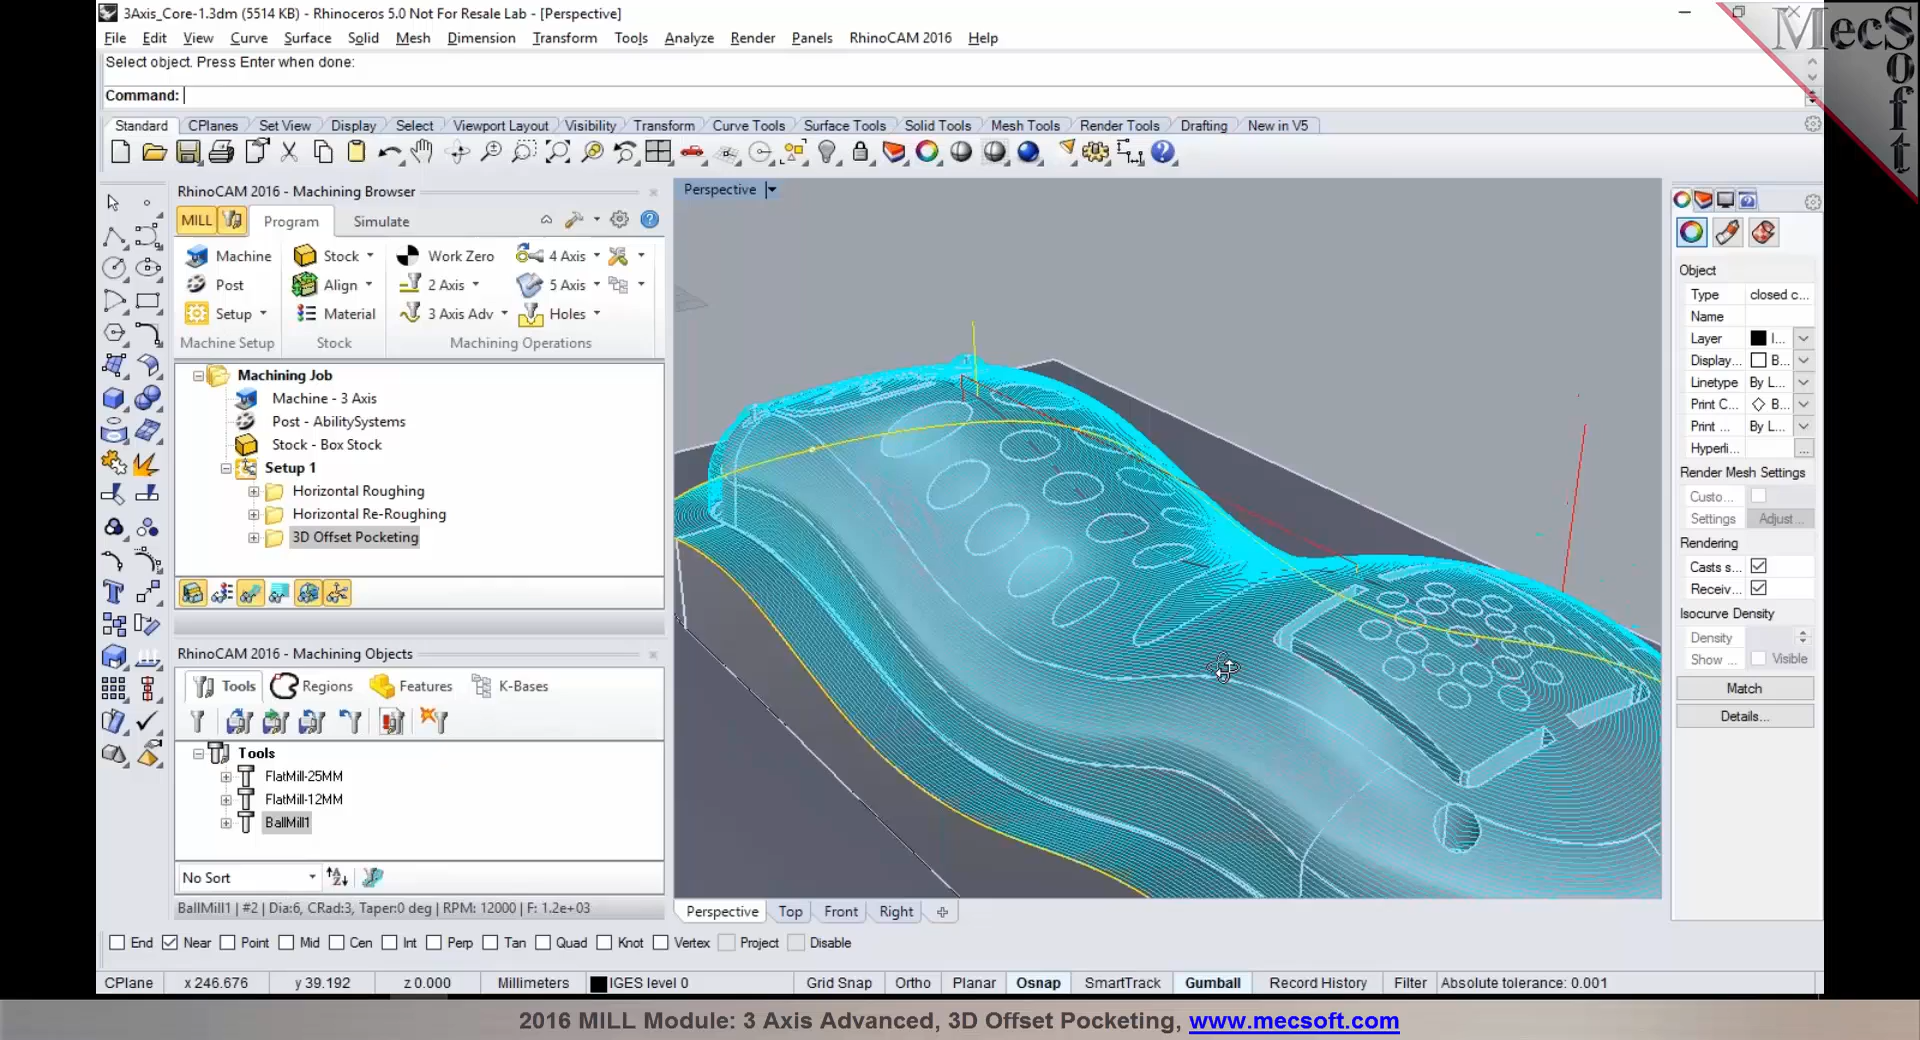 3Axis_Core-1.3dm (5514 KB) - Rhinoceros 5.0 Not For Resale Lab - [Perspective]
MecSoft
File Edit View Curve Surface Solid Mesh Dimension Transform Tools Analyze Render Panels RhinoCAM 2016 Help
Select object. Press Enter when done:
Command:
Standard CPlanes Set View Display Select Viewport Layout Visibility Transform Curve Tools Surface Tools Solid Tools Mesh Tools Render Tools Drafting New in V5
RhinoCAM 2016 - Machining Browser
MILL Program Simulate
Machine Stock Work Zero 4 Axis
Post Align 2 Axis 5 Axis
Setup Material 3 Axis Adv Holes
Machine Setup Stock Machining Operations
Machining Job
Machine - 3 Axis
Post - AbilitySystems
Stock - Box Stock
Setup 1
Horizontal Roughing
Horizontal Re-Roughing
3D Offset Pocketing
RhinoCAM 2016 - Machining Objects
Tools Regions Features K-Bases
Tools
FlatMill-25MM
FlatMill-12MM
BallMill1
No Sort
BallMill1 | #2 | Dia:6, CRad:3, Taper:0 deg | RPM: 12000 | F: 1.2e+03
Perspective
Perspective Top Front Right
Object
Type closed c...
Name
Layer I...
Display... B...
Linetype By L...
Print C... B...
Print ... By L...
Hyperli... ...
Render Mesh Settings
Custo...
Settings Adjust...
Rendering
Casts s...
Receiv...
Isocurve Density
Density
Show ... Visible
Match
Details...
End Near Point Mid Cen Int Perp Tan Quad Knot Vertex Project Disable
CPlane x 246.676 y 39.192 z 0.000 Millimeters IGES level 0 Grid Snap Ortho Planar Osnap SmartTrack Gumball Record History Filter Absolute tolerance: 0.001
2016 MILL Module: 3 Axis Advanced, 3D Offset Pocketing, www.mecsoft.com